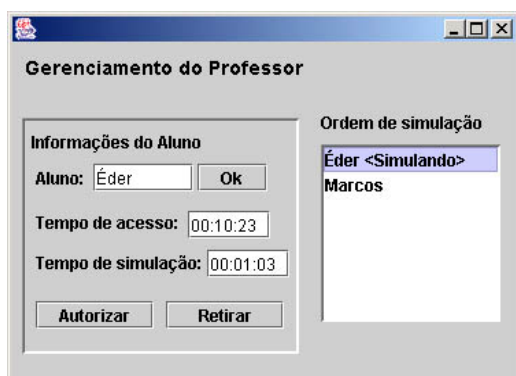 Gerenciamento do Professor
Informações do Aluno
Aluno: Éder Ok
Tempo de acesso: 00:10:23
Tempo de simulação: 00:01:03
Autorizar Retirar
Ordem de simulação
Éder <Simulando>
Marcos